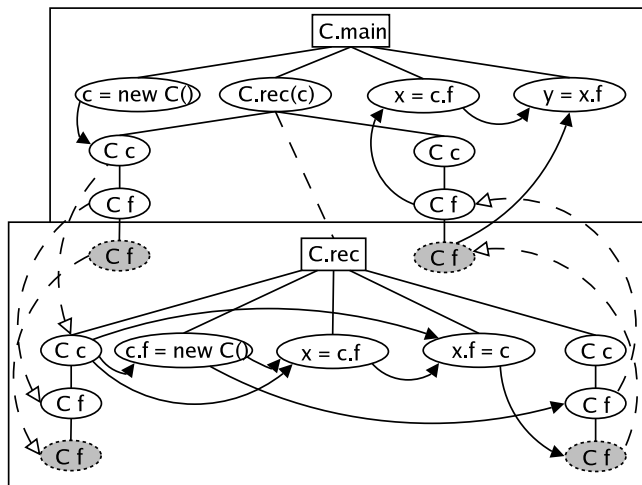 C.main
c = new C()
C.rec(c)
x = c.f
y = x.f
C c
C c
C f
C f
C f
C f
C.rec
C c
c.f = new C()
x = c.f
x.f = c
C c
C f
C f
C f
C f